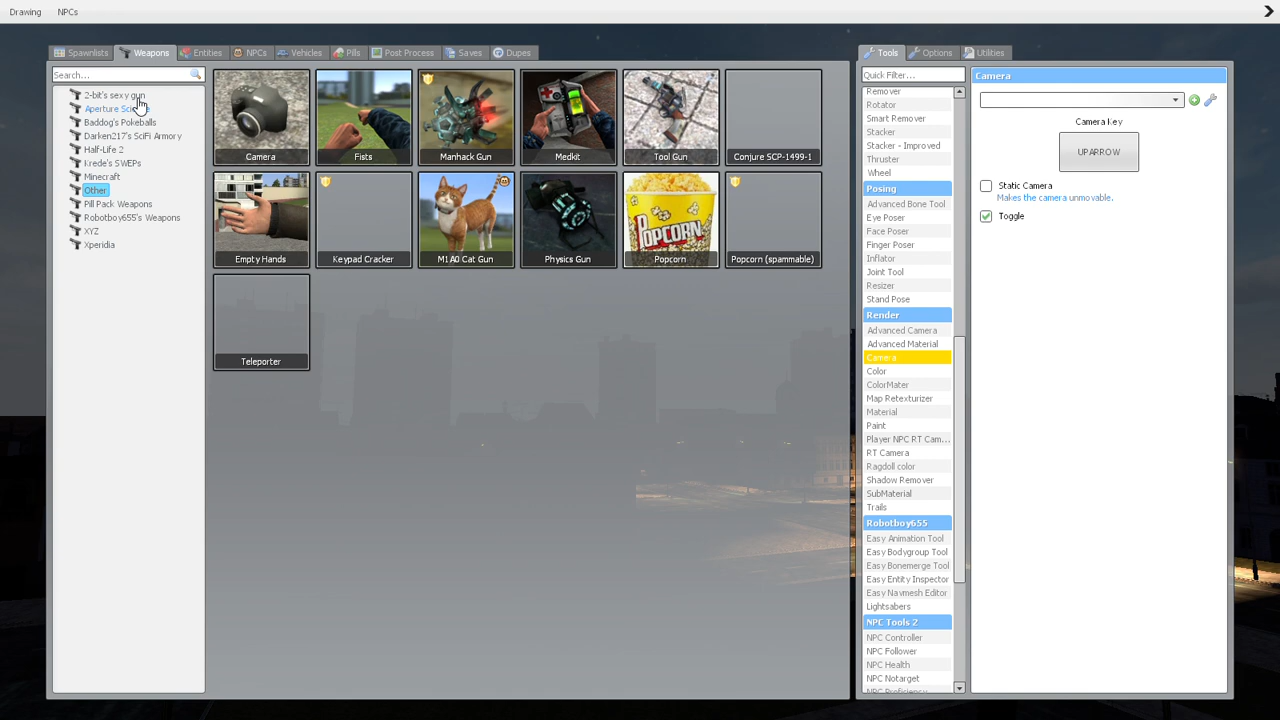 Drawing NPCs
Spawnlists Weapons Entities NPCs Vehicles Pills Post Process Saves Dupes
Search...
2-bit's sexy gun
Baddog's Pokeballs
Aperture
Darken217's SciFi Armory
Half-Life 2
Krede's SWEPs
Minecraft
Other
Pill Pack Weapons
Robotboy655's Weapons
XYZ
Xperidia
Camera
Fists
Manhack Gun
Medkit
Tool Gun
Conjure SCP-1499-1
Empty Hands
Keypad Cracker
M1A0 Cat Gun
Physics Gun
POPCORN
Popcorn
Popcorn (spammable)
Teleporter
Tools Options Utilities
Quick Filter...
Remover
Rotator
Smart Remover
Stacker
Stacker - Improved
Thruster
Wheel
Posing
Advanced Bone Tool
Eye Poser
Face Poser
Finger Poser
Inflator
Joint Tool
Resizer
Stand Pose
Render
Advanced Camera
Advanced Material
Camera
Color
ColorMater
Map Retexturizer
Material
Paint
Player NPC RT Cam...
RT Camera
Ragdoll color
Shadow Remover
SubMaterial
Trails
Robotboy655
Easy Animation Tool
Easy Bodygroup Tool
Easy Bonemerge Tool
Easy Entity Inspector
Easy Navmesh Editor
Lightsabers
NPC Tools 2
NPC Controller
NPC Follower
NPC Health
NPC Notarget
NPC Proficiency
Camera
Camera Key
UPARROW
Static Camera
Makes the camera unmovable.
Toggle